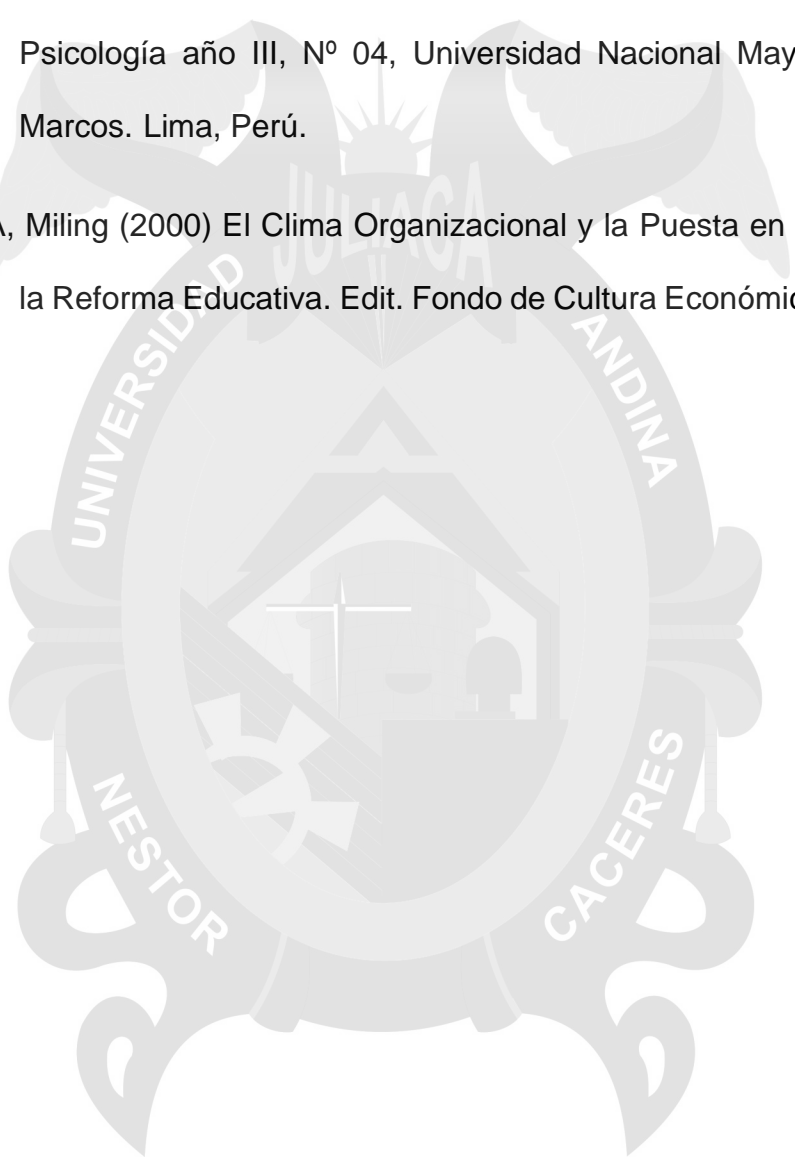 Psicología año III, Nº 04, Universidad Nacional May
Marcos. Lima, Perú.
A, Miling (2000) El Clima Organizacional y la Puesta en
la Reforma Educativa. Edit. Fondo de Cultura Económic
JULIACA
UNIVERSIDAD
ANDINA
NESTOR
CACERES